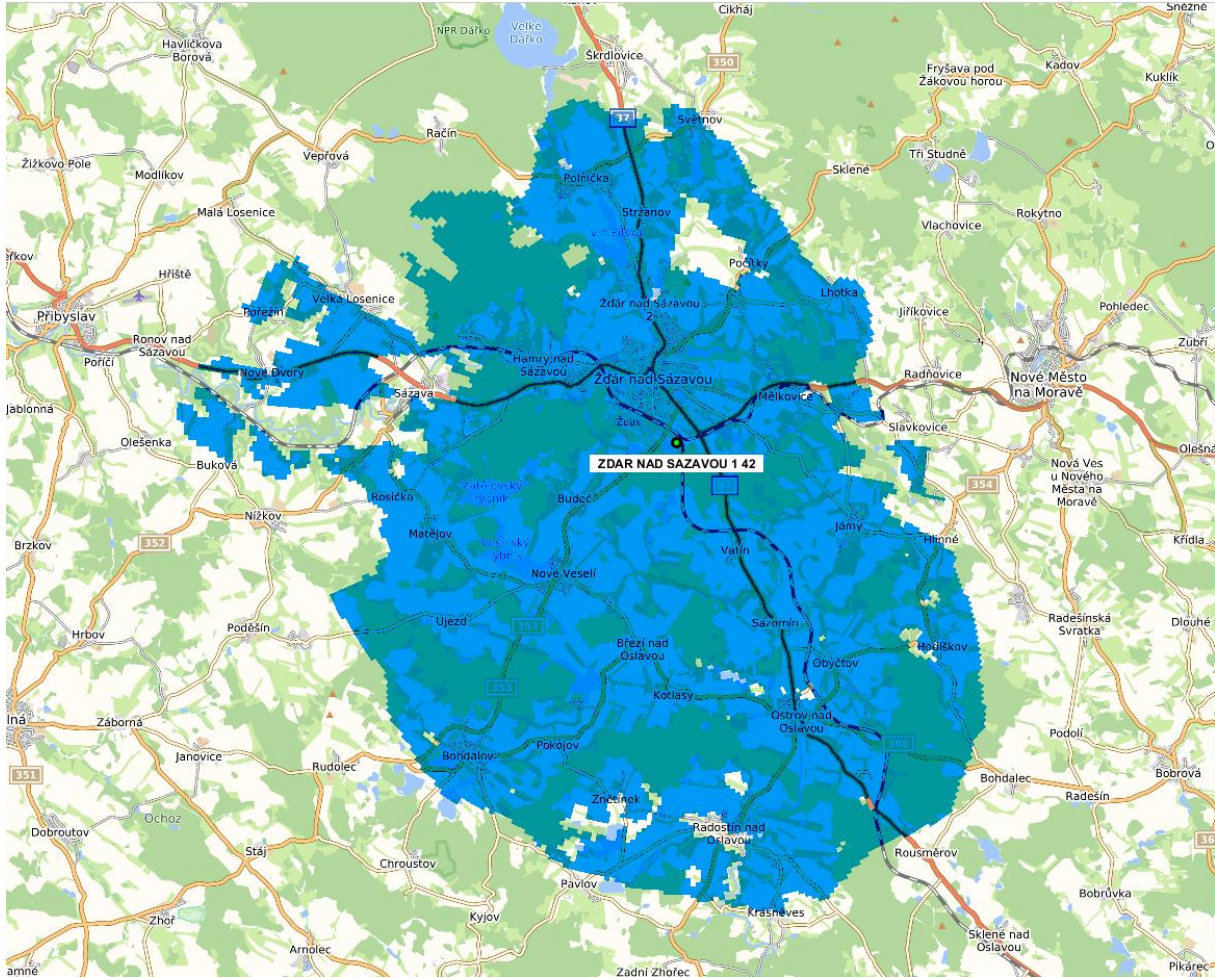 Sněžné
Cikháj
NPR Dářko
Velké
Dářko
Havlíčkova
Borová
Škrdlovice
350
Kadov
Fryšava pod
Žákovou horou
Kuklík
37
Světnov
Račín
Veprová
Tři Studně
Žižkovo Pole
Modlíkov
Polnička
Sklené
Malá Losenice
Stržanov
Rokytno
Vlachovice
Hřiště
Počítky
Velká Losenice
Lhotka
Přibyslav
Pořežín
Žďár nad Sázavou
2
Jiříkovice
Pohledec
Ronov nad
Sázavou
Zubří
Poříčí
Nové Dvory
Hamry nad
Sázavou
Žďár nad Sázavou
Radňovice
Nové Město
na Moravě
Sázava
Mělkovice
Jablonná
Slavkovice
Olešenka
Olešná
Buková
ZDAR NAD SAZAVOU 1 42
Nová Ves
u Nového
Města na
Moravě
354
Rosička
Budeč
Nížkov
Matějov
Jámy
Hlinné
Brzkov
352
Vatín
Křídla
Nové Veselí
Radešínská
Svratka
Dlouhé
Újezd
353
Sazomín
Poděšín
Hrbov
Březí nad
Oslavou
Hodíškov
Obyčtov
353
Kotlasy
Ostrov nad
Oslavou
Záborná
Podolí
Janovice
Bohdalov
Pokojov
388
Rudolec
Bohdalec
Bobrová
351
Znětínek
Radešín
Ochoz
Dobroutov
Radostín nad
Oslavou
Stáj
Rousměrov
Chroustov
Pavlov
Bobrůvka
Zhoř
Kyjov
Krásněves
Sklené nad
Oslavou
Arnolec
Zadní Zhořec
Pikárec